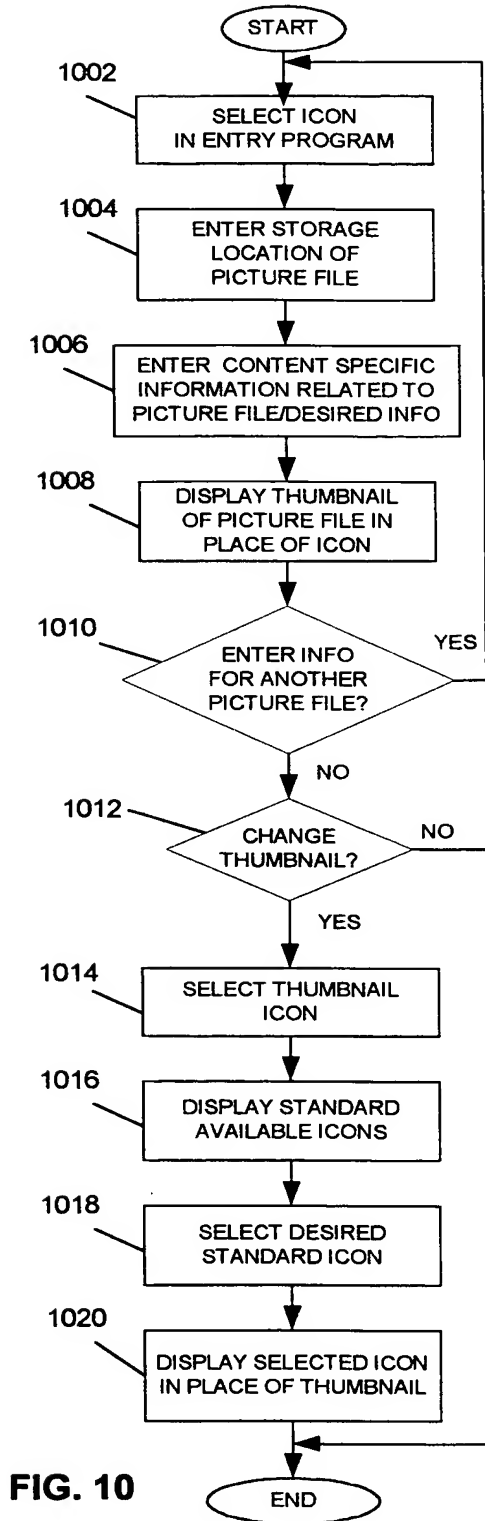 START
1002
SELECT ICON
IN ENTRY PROGRAM
1004
ENTER STORAGE
LOCATION OF
PICTURE FILE
1006
ENTER CONTENT SPECIFIC
INFORMATION RELATED TO
PICTURE FILE/DESIRED INFO
1008
DISPLAY THUMBNAIL
OF PICTURE FILE IN
PLACE OF ICON
1010
ENTER INFO
FOR ANOTHER
PICTURE FILE?
YES
NO
1012
CHANGE
THUMBNAIL?
NO
YES
1014
SELECT THUMBNAIL
ICON
1016
DISPLAY STANDARD
AVAILABLE ICONS
1018
SELECT DESIRED
STANDARD ICON
1020
DISPLAY SELECTED ICON
IN PLACE OF THUMBNAIL
FIG. 10
END